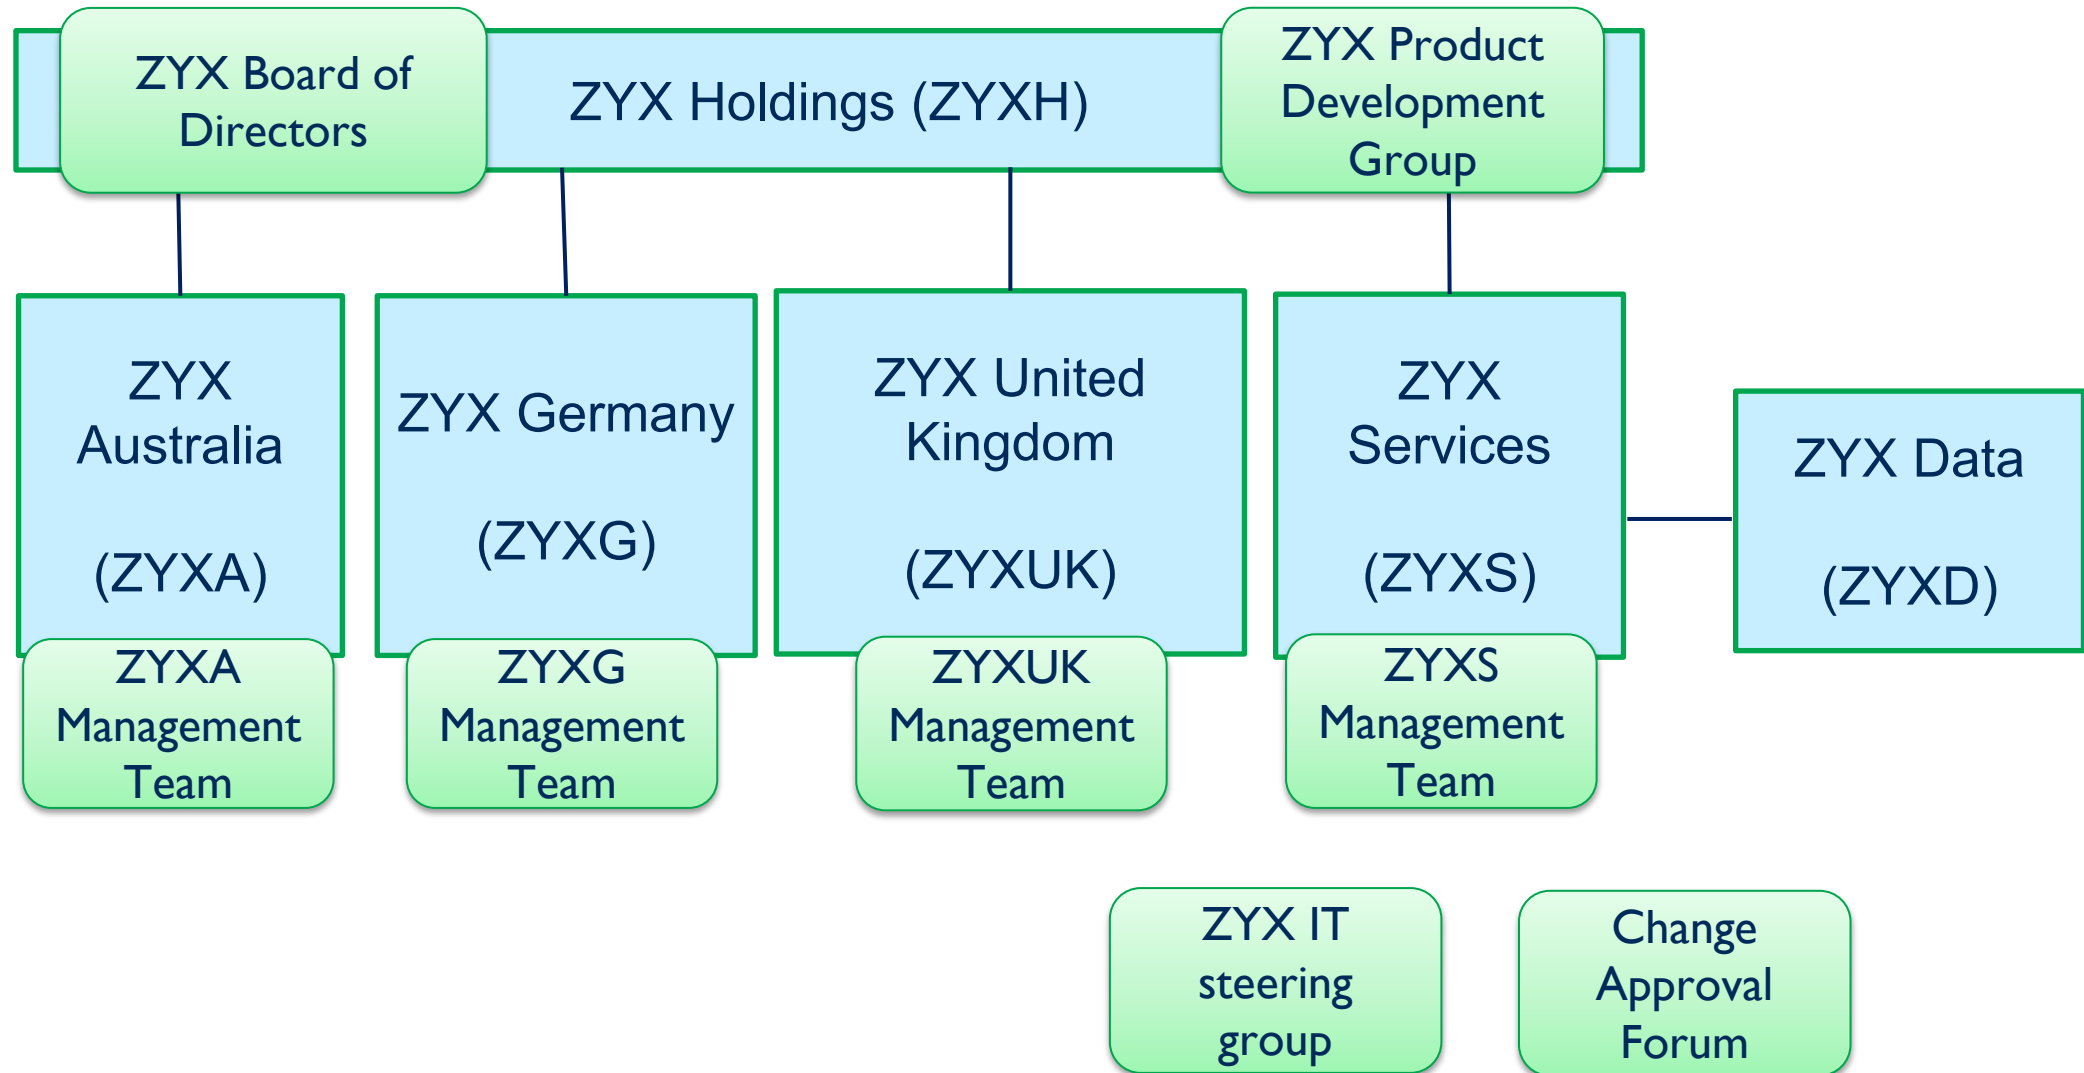 ZYX Board of
Directors
ZYX Holdings (ZYXH)
ZYX Product
Development
Group
ZYX
Australia
(ZYXA)
ZYX Germany
(ZYXG)
ZYX United
Kingdom
(ZYXUK)
ZYX
Services
(ZYXS)
ZYX Data
(ZYXD)
ZYXA
Management
Team
ZYXG
Management
Team
ZYXUK
Management
Team
ZYXS
Management
Team
ZYX IT
steering
group
Change
Approval
Forum